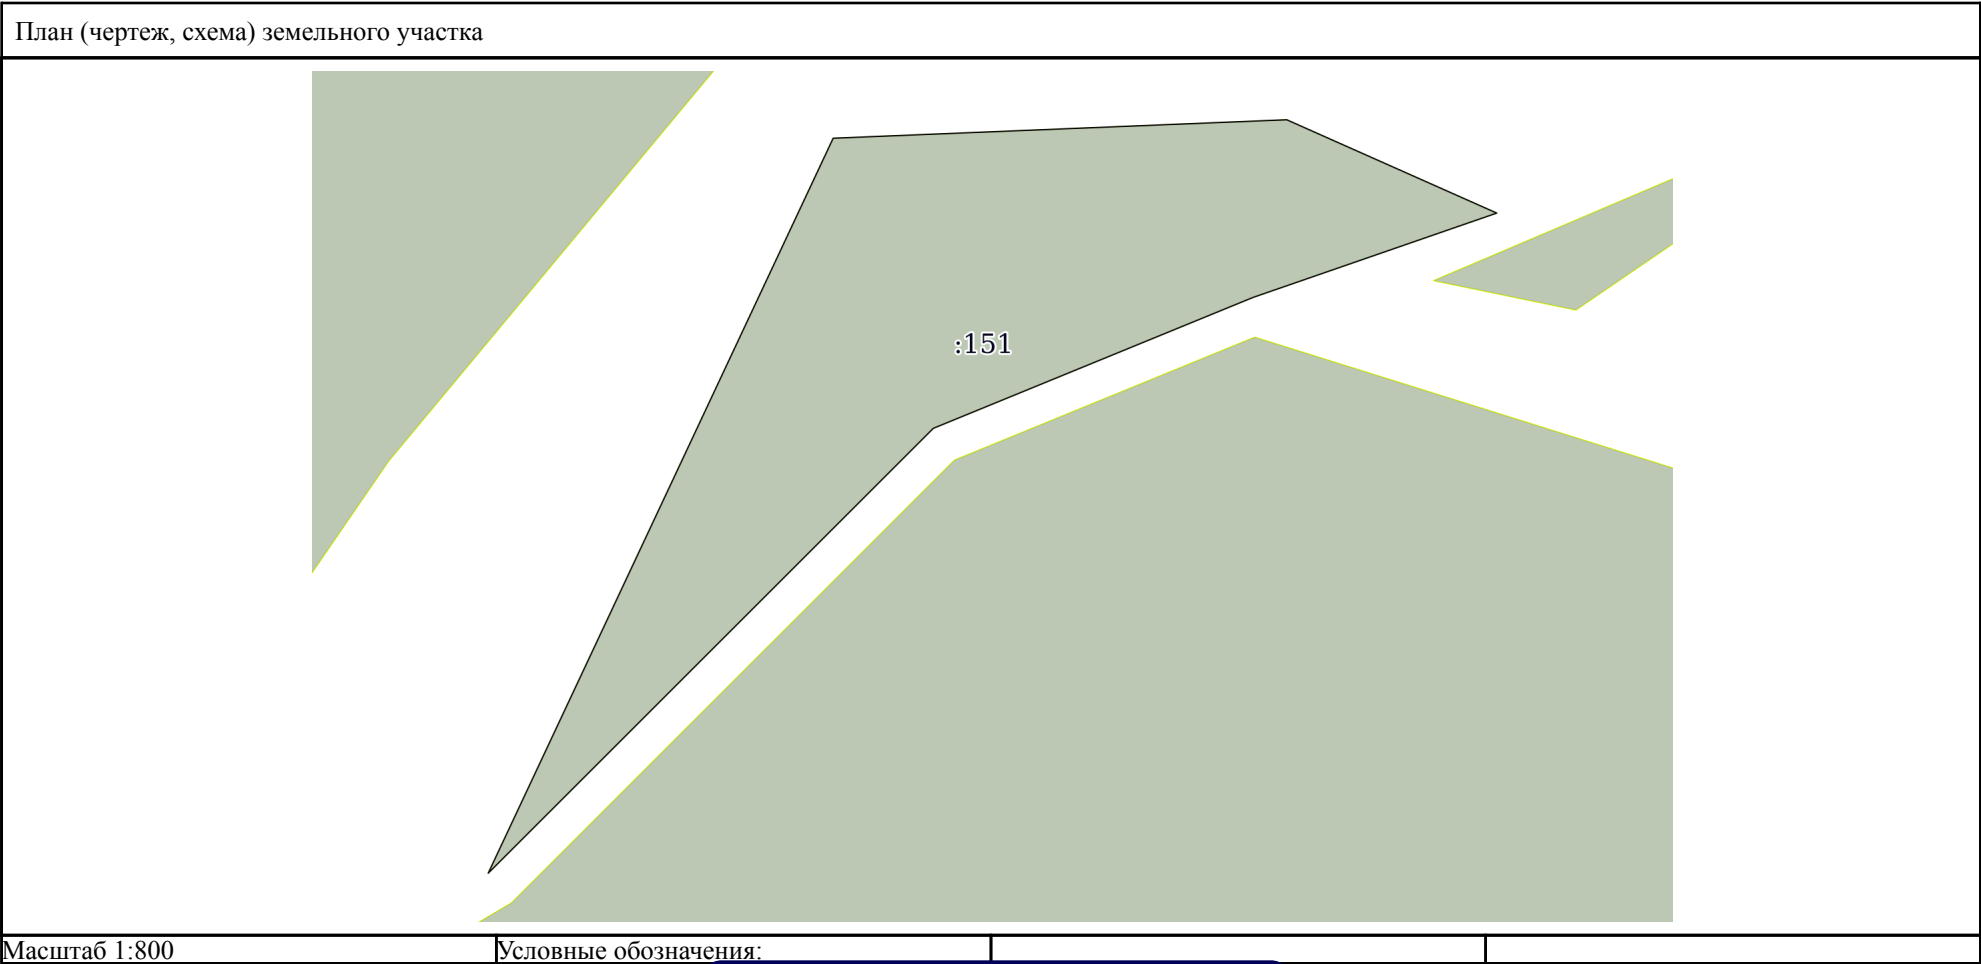 План (чертеж, схема) земельного участка
:151
Масштаб 1:800
Условные обозначения: